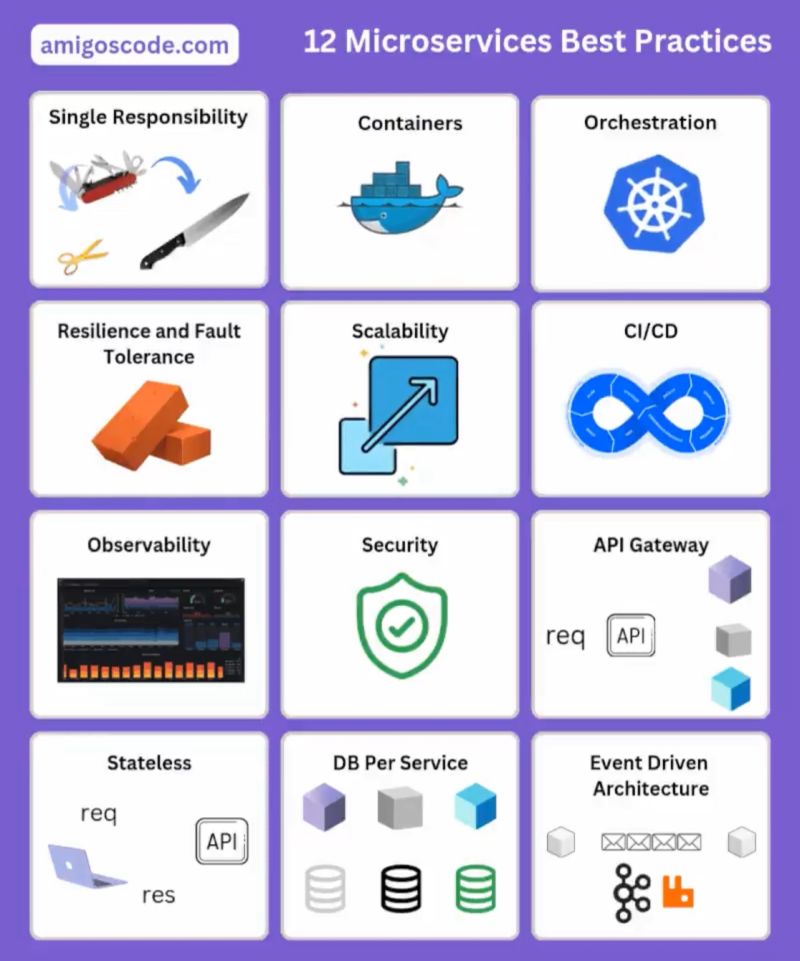 amigoscode.com
12 Microservices Best Practices
Single Responsibility
Containers
Orchestration
Resilience and Fault
Tolerance
Scalability
CI/CD
Observability
Security
API Gateway
req
API
Stateless
req
API
res
DB Per Service
Event Driven
Architecture